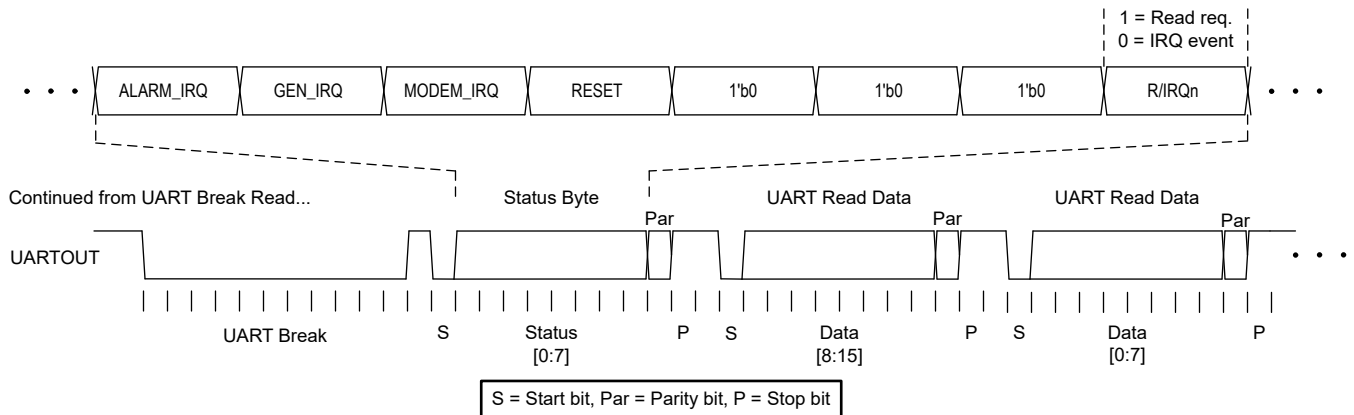 1 = Read req.
0 = IRQ event
• • • ALARM_IRQ GEN_IRQ MODEM_IRQ RESET 1'b0 1'b0 1'b0 R/IRQn • • •
Continued from UART Break Read... Status Byte UART Read Data UART Read Data
Par Par Par
UARTOUT • • •
UART Break S Status P S Data P S Data P
[0:7] [8:15] [0:7]
S = Start bit, Par = Parity bit, P = Stop bit